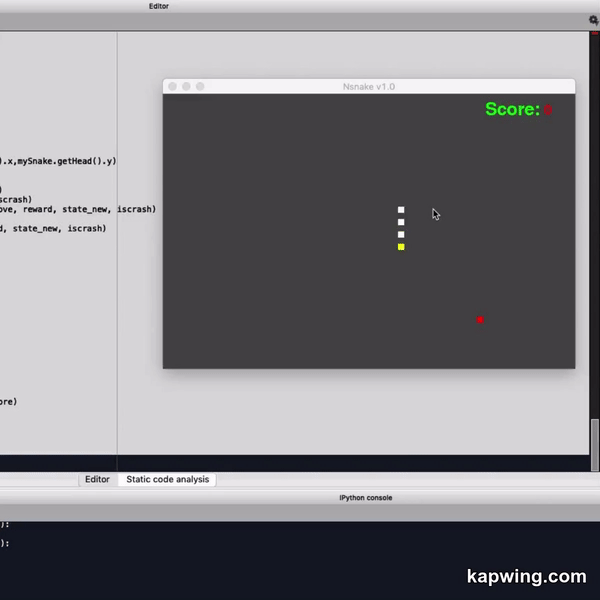 Editor
Nsnake v1.0
Score: 0
).x,mySnake.getHead().y)
)
scrash)
ove, reward, state_new, iscrash)
d, state_new, iscrash)
ore)
Editor Static code analysis
IPython console
):
):
kapwing.com